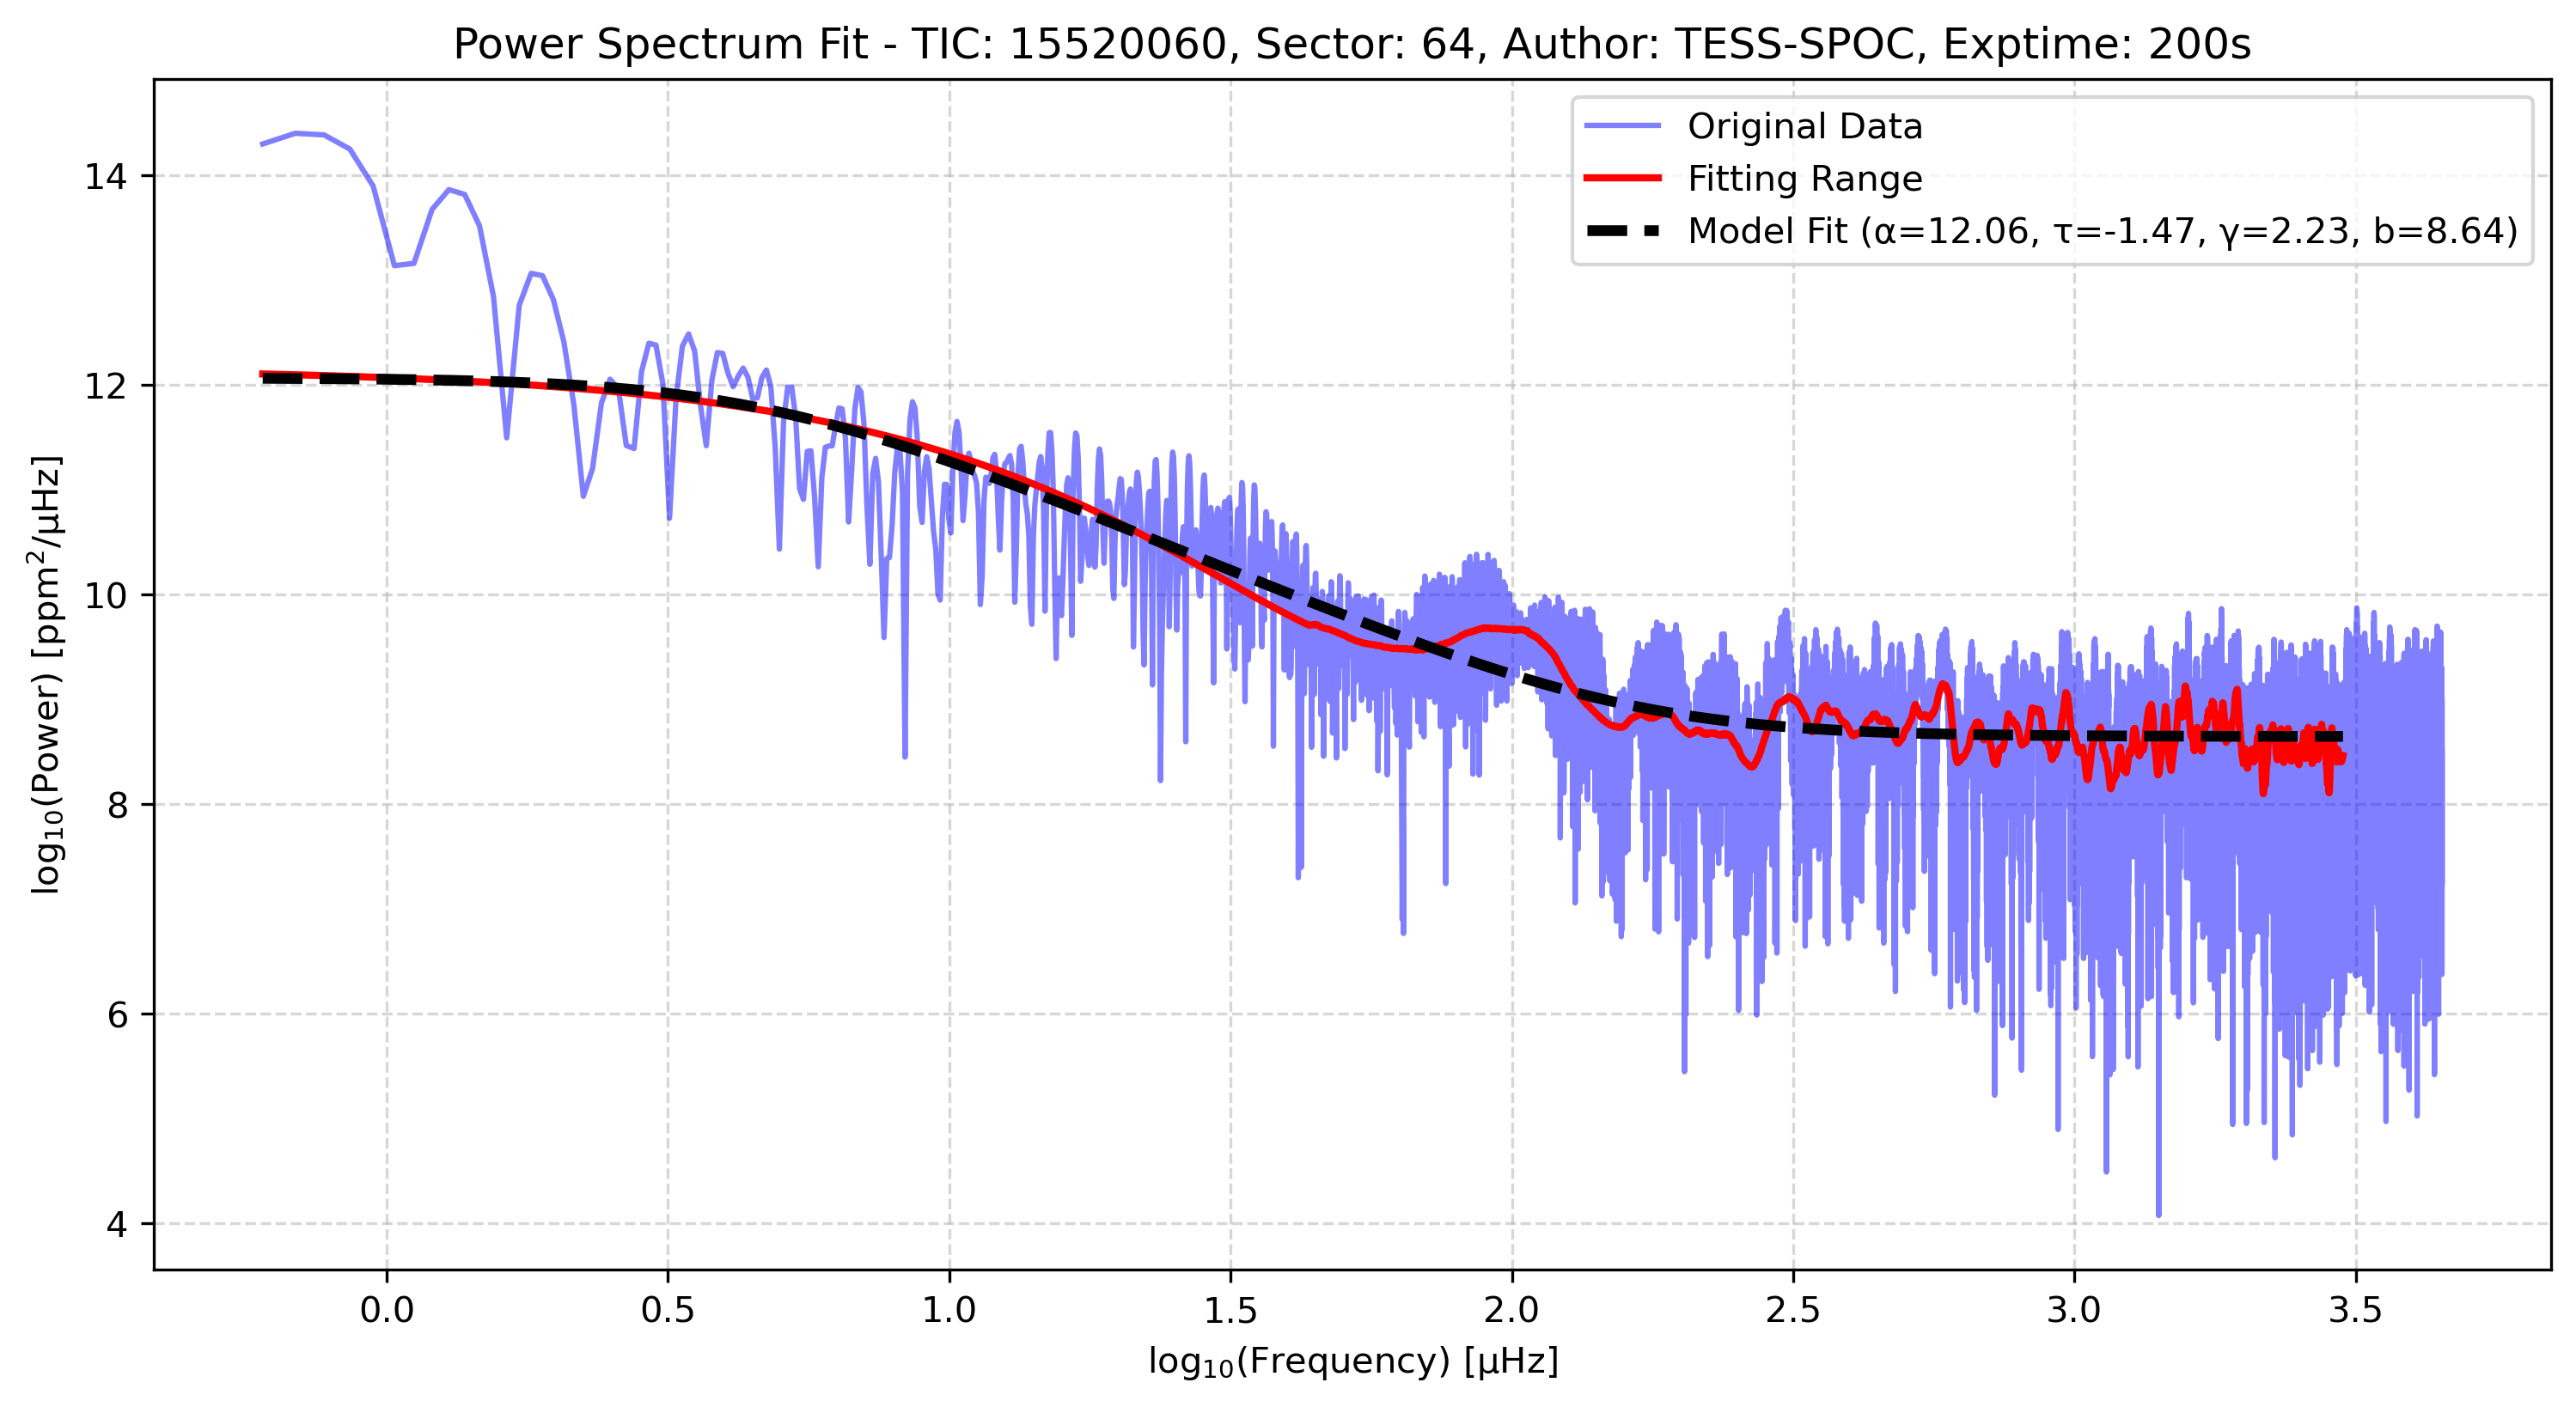 Power Spectrum Fit - TIC: 15520060, Sector: 64, Author: TESS-SPOC, Exptime: 200s
Original Data
Fitting Range
Model Fit (α=12.06, τ=-1.47, γ=2.23, b=8.64)
log₁₀(Power) [ppm²/μHz]
14
12
10
8
6
4
0.0 0.5 1.0 1.5 2.0 2.5 3.0 3.5
log₁₀(Frequency) [μHz]